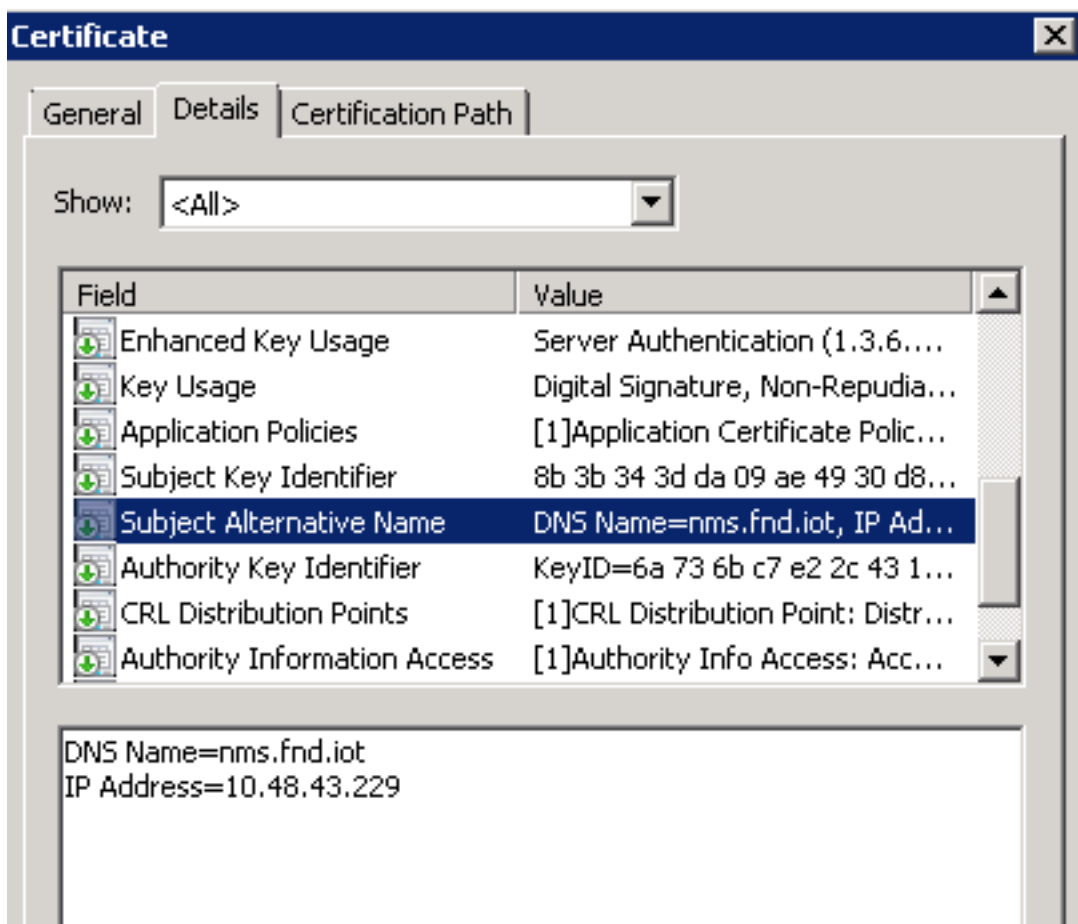 Certificate
General Details Certification Path
Show: <All>
Field Value
Enhanced Key Usage Server Authentication (1.3.6....
Key Usage Digital Signature, Non-Repudia...
Application Policies [1]Application Certificate Polic...
Subject Key Identifier 8b 3b 34 3d da 09 ae 49 30 d8...
Subject Alternative Name DNS Name=nms.fnd.iot, IP Ad...
Authority Key Identifier KeyID=6a 73 6b c7 e2 2c 43 1...
CRL Distribution Points [1]CRL Distribution Point: Distr...
Authority Information Access [1]Authority Info Access: Acc...
DNS Name=nms.fnd.iot
IP Address=10.48.43.229